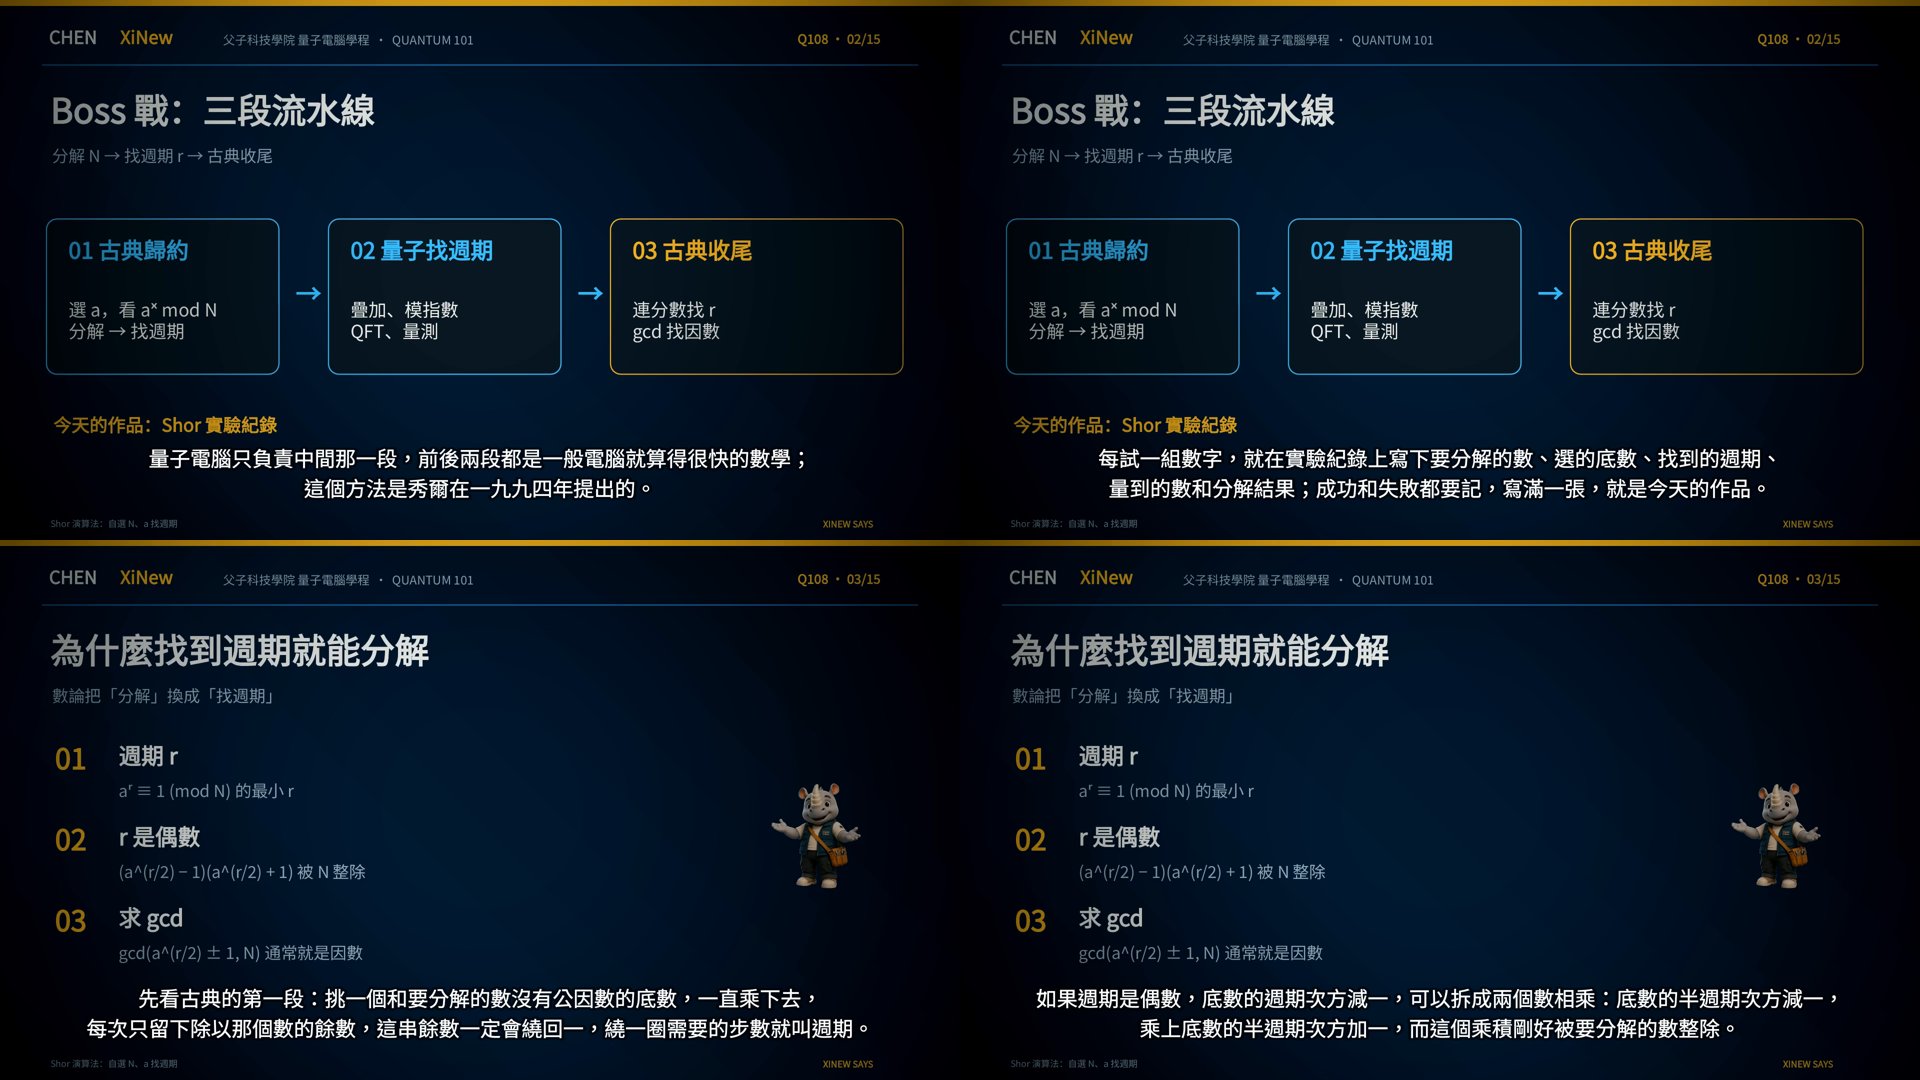 CHEN XiNew 父子科技學院 量子電腦學程 · QUANTUM 101 Q108 · 02/15
Boss 戰：三段流水線
分解 N → 找週期 r → 古典收尾
01 古典歸約
選 a，看 aˣ mod N
分解 → 找週期
→
02 量子找週期
疊加、模指數
QFT、量測
→
03 古典收尾
連分數找 r
gcd 找因數
今天的作品：Shor 實驗紀錄
量子電腦只負責中間那一段，前後兩段都是一般電腦就算得很快的數學；
這個方法是秀爾在一九九四年提出的。
Shor 演算法：自選 N、a 找週期 XINEW SAYS
CHEN XiNew 父子科技學院 量子電腦學程 · QUANTUM 101 Q108 · 02/15
Boss 戰：三段流水線
分解 N → 找週期 r → 古典收尾
01 古典歸約
選 a，看 aˣ mod N
分解 → 找週期
→
02 量子找週期
疊加、模指數
QFT、量測
→
03 古典收尾
連分數找 r
gcd 找因數
今天的作品：Shor 實驗紀錄
每試一組數字，就在實驗紀錄上寫下要分解的數、選的底數、找到的週期、
量到的數和分解結果；成功和失敗都要記，寫滿一張，就是今天的作品。
Shor 演算法：自選 N、a 找週期 XINEW SAYS
CHEN XiNew 父子科技學院 量子電腦學程 · QUANTUM 101 Q108 · 03/15
為什麼找到週期就能分解
數論把「分解」換成「找週期」
01 週期 r
aʳ ≡ 1 (mod N) 的最小 r
02 r 是偶數
(a^(r/2) − 1)(a^(r/2) + 1) 被 N 整除
03 求 gcd
gcd(a^(r/2) ± 1, N) 通常就是因數
先看古典的第一段：挑一個和要分解的數沒有公因數的底數，一直乘下去，
每次只留下除以那個數的餘數，這串餘數一定會繞回一，繞一圈需要的步數就叫週期。
Shor 演算法：自選 N、a 找週期 XINEW SAYS
CHEN XiNew 父子科技學院 量子電腦學程 · QUANTUM 101 Q108 · 03/15
為什麼找到週期就能分解
數論把「分解」換成「找週期」
01 週期 r
aʳ ≡ 1 (mod N) 的最小 r
02 r 是偶數
(a^(r/2) − 1)(a^(r/2) + 1) 被 N 整除
03 求 gcd
gcd(a^(r/2) ± 1, N) 通常就是因數
如果週期是偶數，底數的週期次方減一，可以拆成兩個數相乘：底數的半週期次方減一，
乘上底數的半週期次方加一，而這個乘積剛好被要分解的數整除。
Shor 演算法：自選 N、a 找週期 XINEW SAYS